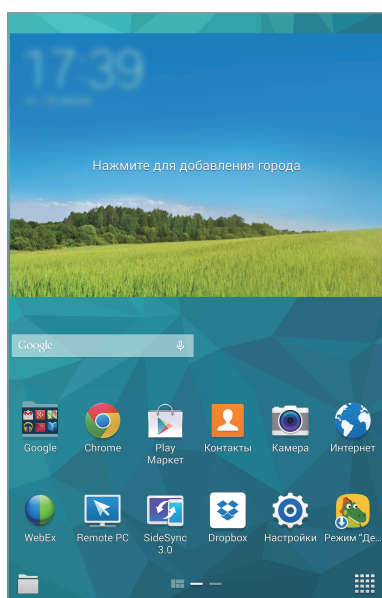 17:39
Нажмите для добавления города
Google
Google
Chrome
Play
Маркет
Контакты
Камера
Интернет
WebEx
Remote PC
SideSync
3.0
Dropbox
Настройки
Режим "Де...